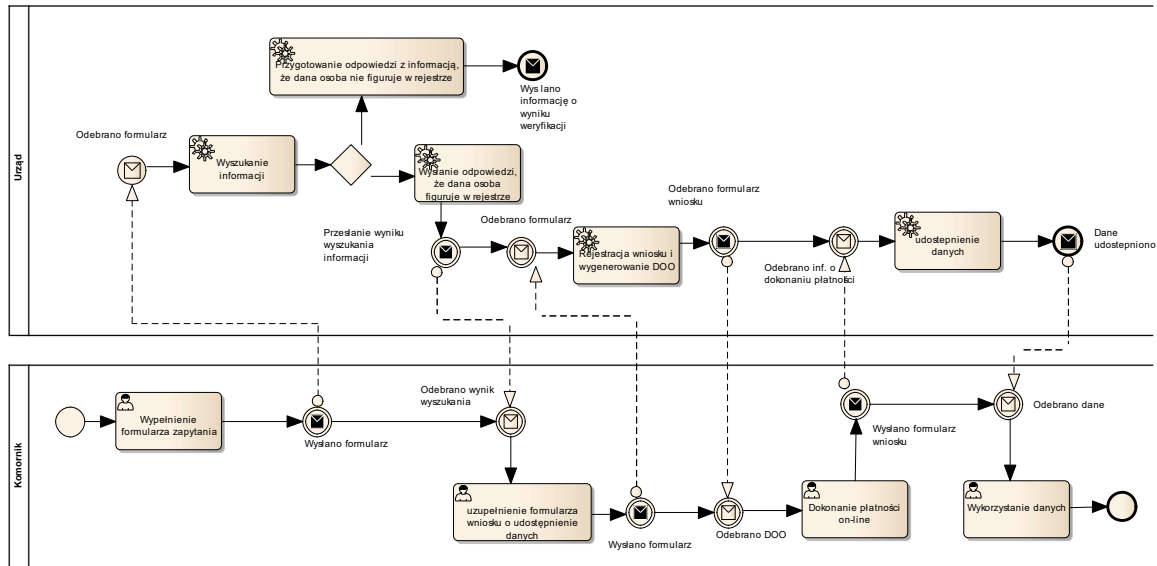 Urząd
Przygotowanie odpowiedzi z informacją,
że dana osoba nie figuruje w rejestrze
Wysłano
informację o
wyniku
weryfikacji
Odebrano formularz
Wyszukanie
informacji
Wysłanie odpowiedzi,
że dana osoba
figuruje w rejestrze
Przesłanie wyniku
wyszukania
informacji
Odebrano formularz
Rejestracja wniosku i
wygenerowanie DOO
Odebrano formularz
wniosku
Odebrano inf. o
dokonaniu płatności
udostepnienie
danych
Dane
udostepniono
Komornik
Wypełnienie
formularza zapytania
Wysłano formularz
Odebrano wynik
wyszukania
uzupełnienie formularza
wniosku o udostępnienie
danych
Wysłano formularz
Odebrano DOO
Dokonanie płatności
on-line
Wysłano formularz
wniosku
Odebrano dane
Wykorzystanie danych